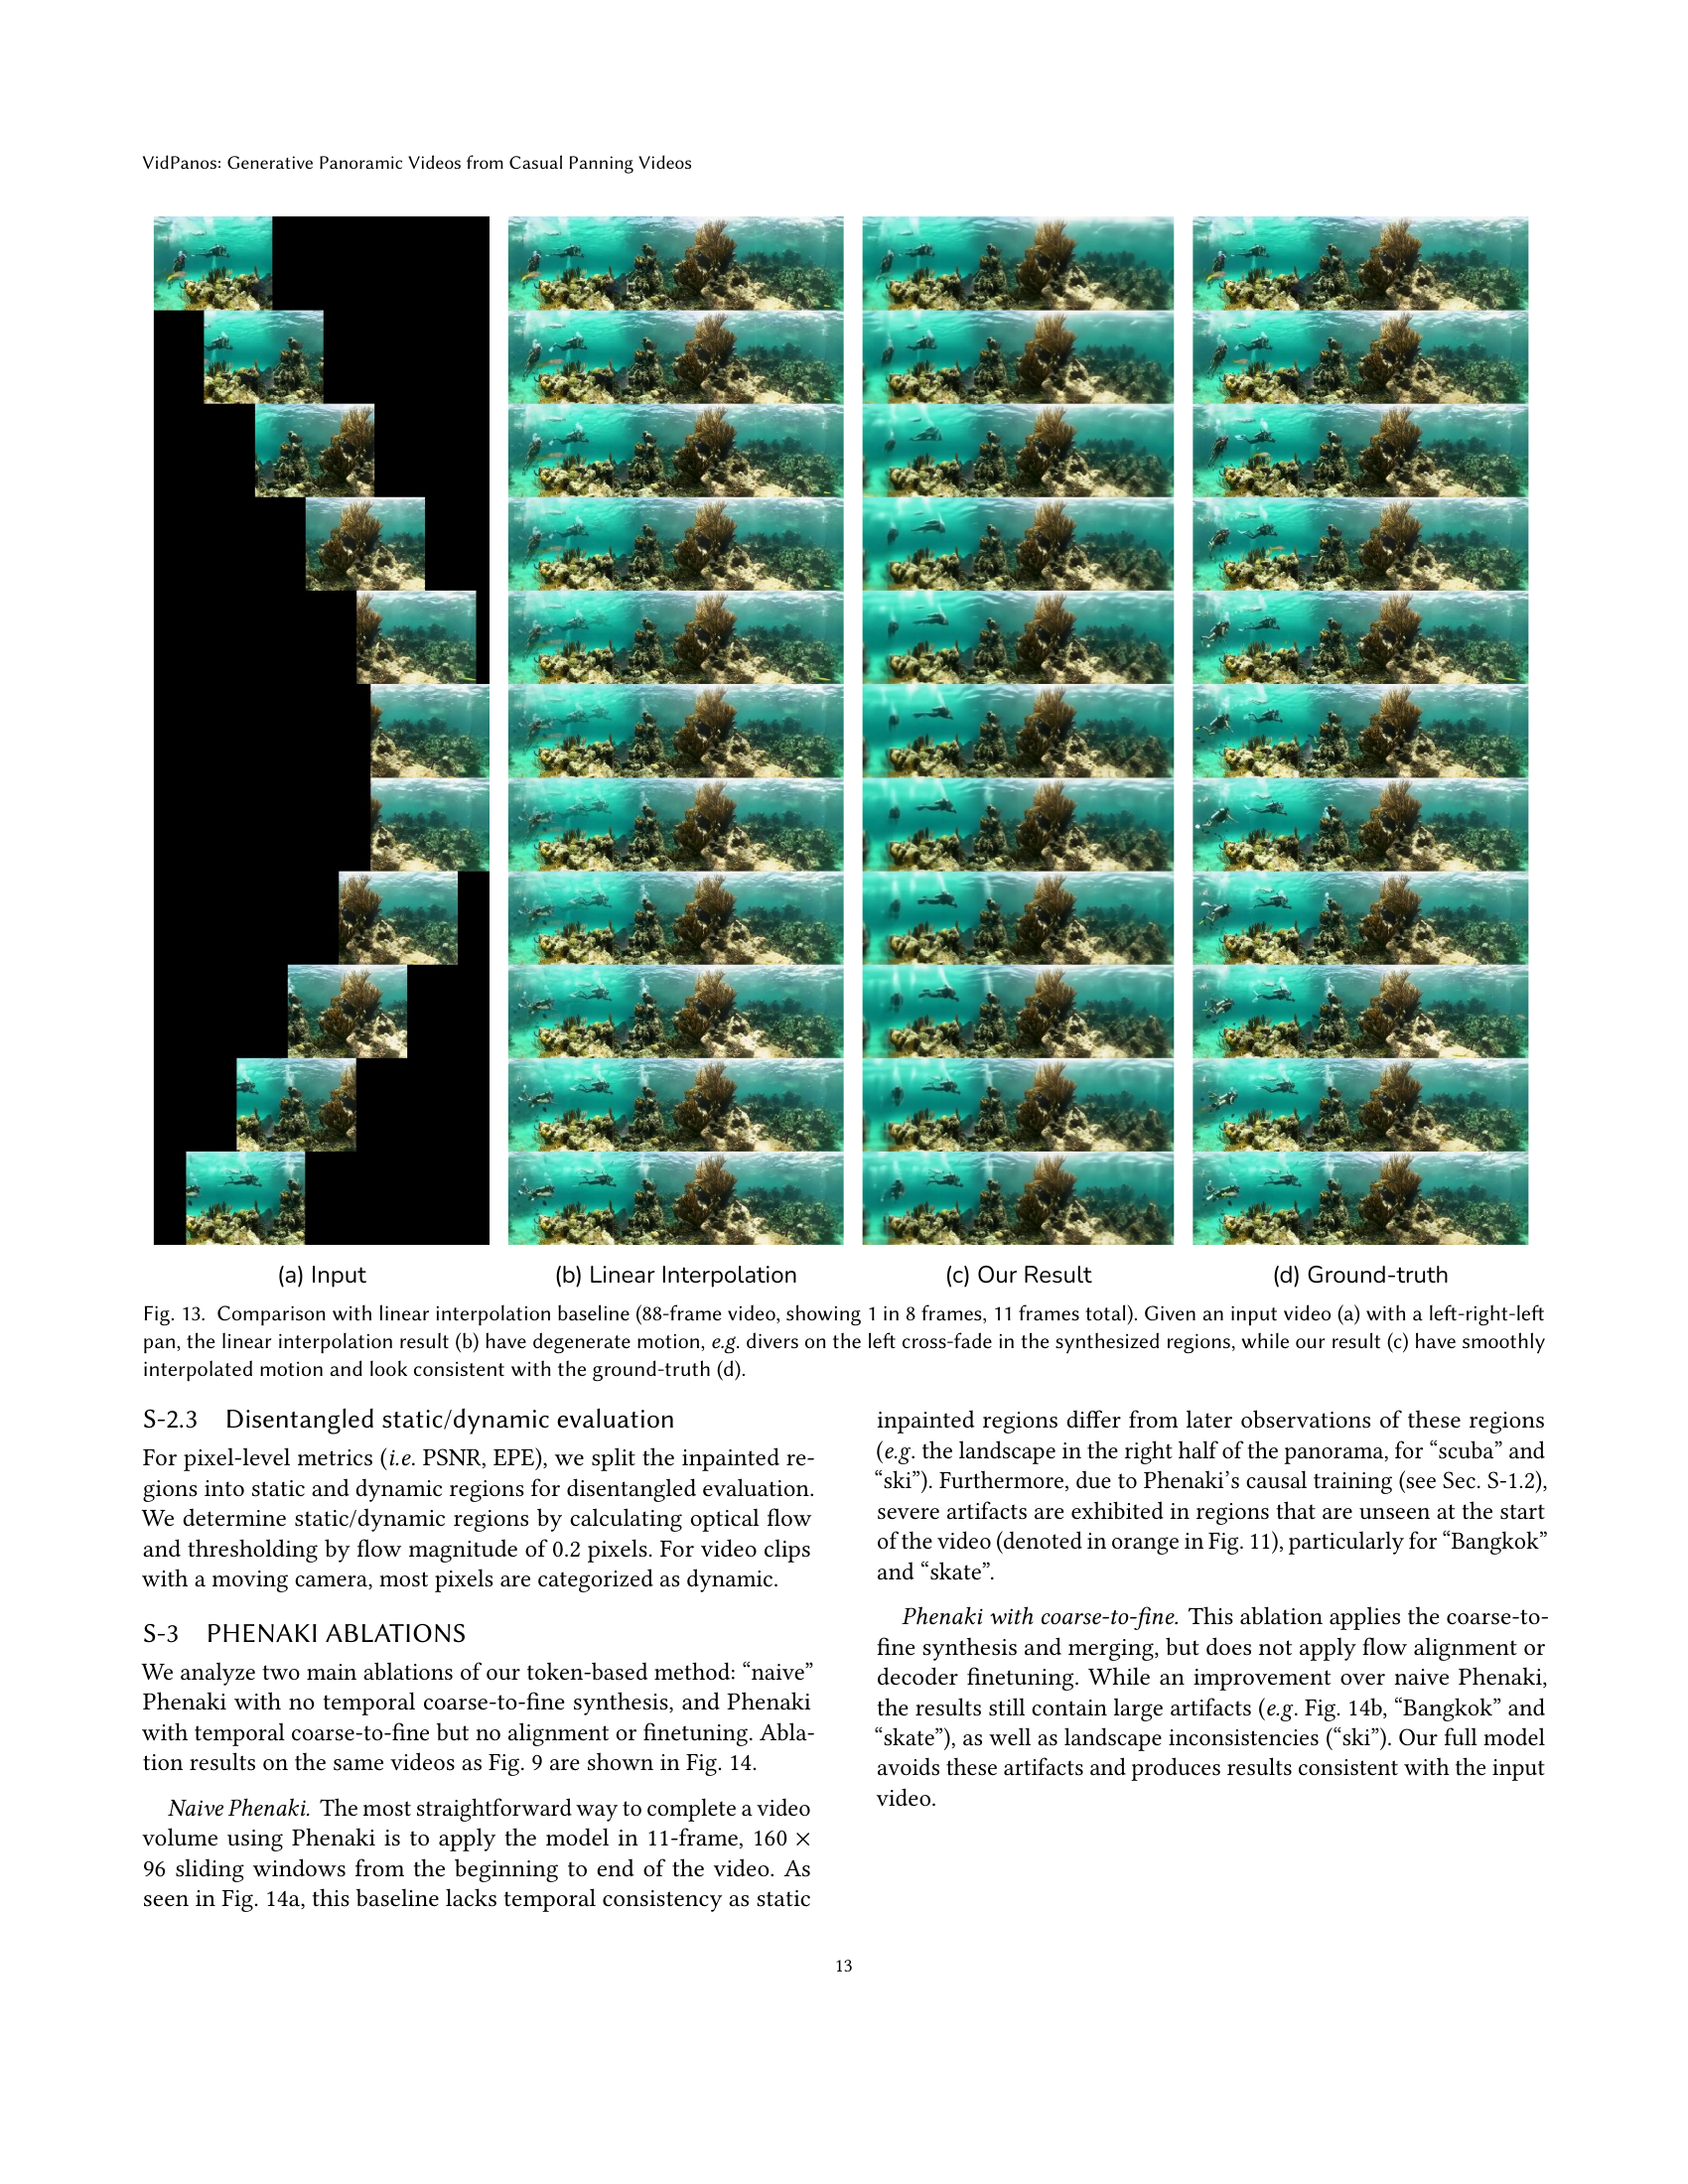 VidPanos: Generative Panoramic Videos from Casual Panning Videos
(a) Input
(b) Linear Interpolation
(c) Our Result
(d) Ground-truth
Fig. 13. Comparison with linear interpolation baseline (88-frame video, showing 1 in 8 frames, 11 frames total). Given an input video (a) with a left-right-left
pan, the linear interpolation result (b) have degenerate motion, e.g. divers on the left cross-fade in the synthesized regions, while our result (c) have smoothly
interpolated motion and look consistent with the ground-truth (d).
S-2.3 Disentangled static/dynamic evaluation
For pixel-level metrics (i.e. PSNR, EPE), we split the inpainted re-
gions into static and dynamic regions for disentangled evaluation.
We determine static/dynamic regions by calculating optical flow
and thresholding by flow magnitude of 0.2 pixels. For video clips
with a moving camera, most pixels are categorized as dynamic.
S-3 PHENAKI ABLATIONS
We analyze two main ablations of our token-based method: “naive”
Phenaki with no temporal coarse-to-fine synthesis, and Phenaki
with temporal coarse-to-fine but no alignment or finetuning. Abla-
tion results on the same videos as Fig. 9 are shown in Fig. 14.
Naive Phenaki. The most straightforward way to complete a video
volume using Phenaki is to apply the model in 11-frame, 160 ×
96 sliding windows from the beginning to end of the video. As
seen in Fig. 14a, this baseline lacks temporal consistency as static
inpainted regions differ from later observations of these regions
(e.g. the landscape in the right half of the panorama, for “scuba” and
“ski”). Furthermore, due to Phenaki’s causal training (see Sec. S-1.2),
severe artifacts are exhibited in regions that are unseen at the start
of the video (denoted in orange in Fig. 11), particularly for “Bangkok”
and “skate”.
Phenaki with coarse-to-fine. This ablation applies the coarse-to-
fine synthesis and merging, but does not apply flow alignment or
decoder finetuning. While an improvement over naive Phenaki,
the results still contain large artifacts (e.g. Fig. 14b, “Bangkok” and
“skate”), as well as landscape inconsistencies (“ski”). Our full model
avoids these artifacts and produces results consistent with the input
video.
13